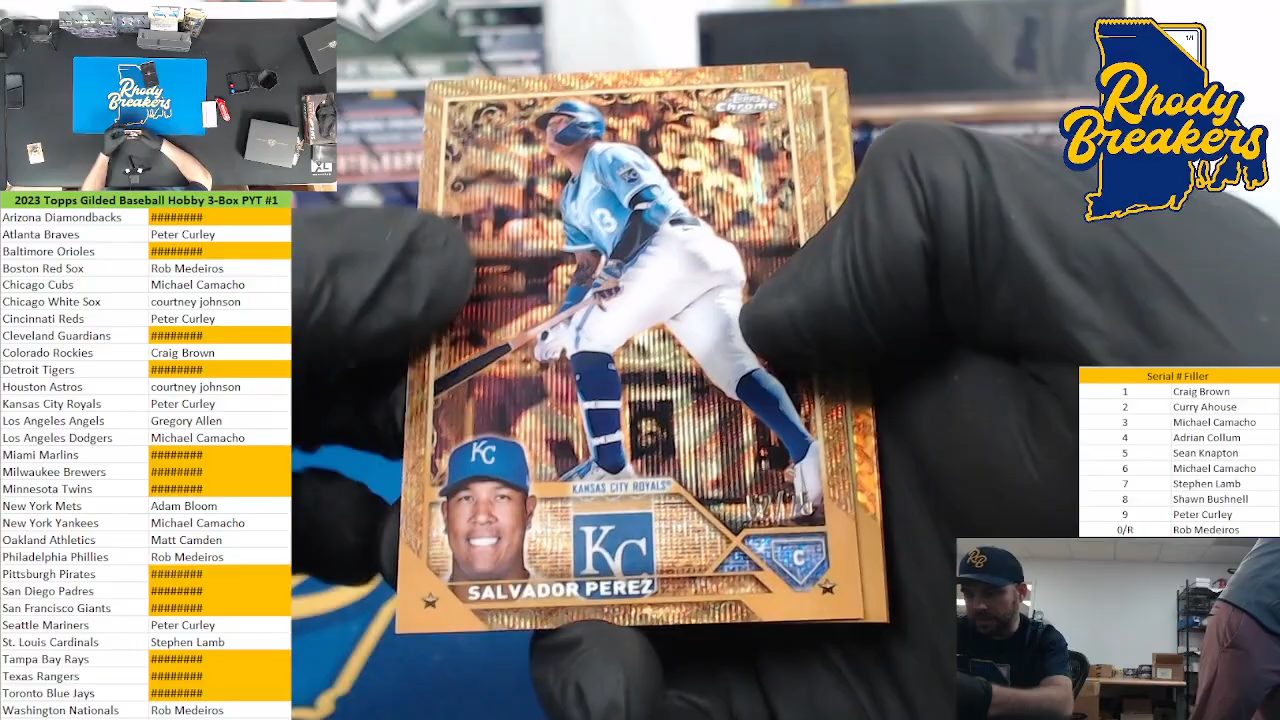 Rhody
Breakers
2023 Topps Gilded Baseball Hobby 3-Box PYT #1
Arizona Diamondbacks ########
Atlanta Braves Peter Curley
Baltimore Orioles ########
Boston Red Sox Rob Medeiros
Chicago Cubs Michael Camacho
Chicago White Sox courtney johnson
Cincinnati Reds Peter Curley
Cleveland Guardians ########
Colorado Rockies Craig Brown
Detroit Tigers ########
Houston Astros courtney johnson
Kansas City Royals Peter Curley
Los Angeles Angels Gregory Allen
Los Angeles Dodgers Michael Camacho
Miami Marlins ########
Milwaukee Brewers ########
Minnesota Twins ########
New York Mets Adam Bloom
New York Yankees Michael Camacho
Oakland Athletics Matt Camden
Philadelphia Phillies Rob Medeiros
Pittsburgh Pirates ########
San Diego Padres ########
San Francisco Giants ########
Seattle Mariners Peter Curley
St. Louis Cardinals Stephen Lamb
Tampa Bay Rays ########
Texas Rangers ########
Toronto Blue Jays ########
Washington Nationals Rob Medeiros
Topps
Chrome
KC
KANSAS CITY ROYALS
KC
C
SALVADOR PEREZ
1/1
Rhody
Breakers
Serial # Filler
1 Craig Brown
2 Curry Ahouse
3 Michael Camacho
4 Adrian Collum
5 Sean Knapton
6 Michael Camacho
7 Stephen Lamb
8 Shawn Bushnell
9 Peter Curley
0/R Rob Medeiros
RB